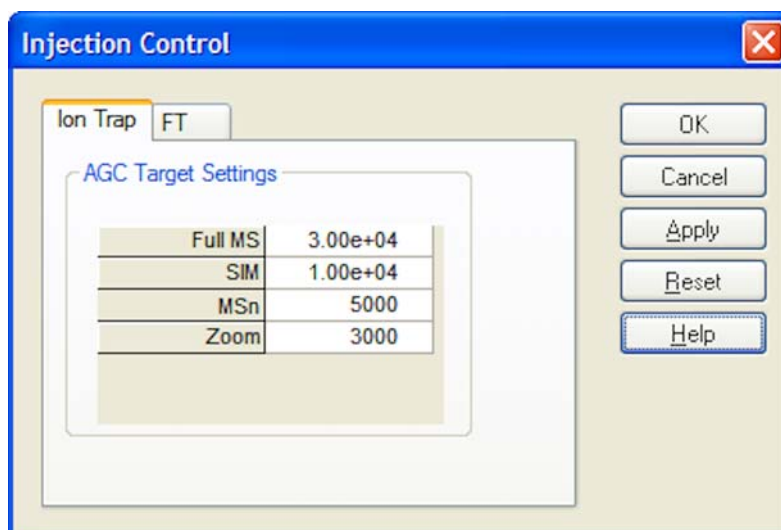 Injection Control
Ion Trap FT
AGC Target Settings
Full MS 3.00e+04
SIM 1.00e+04
MSn 5000
Zoom 3000
OK
Cancel
Apply
Reset
Help